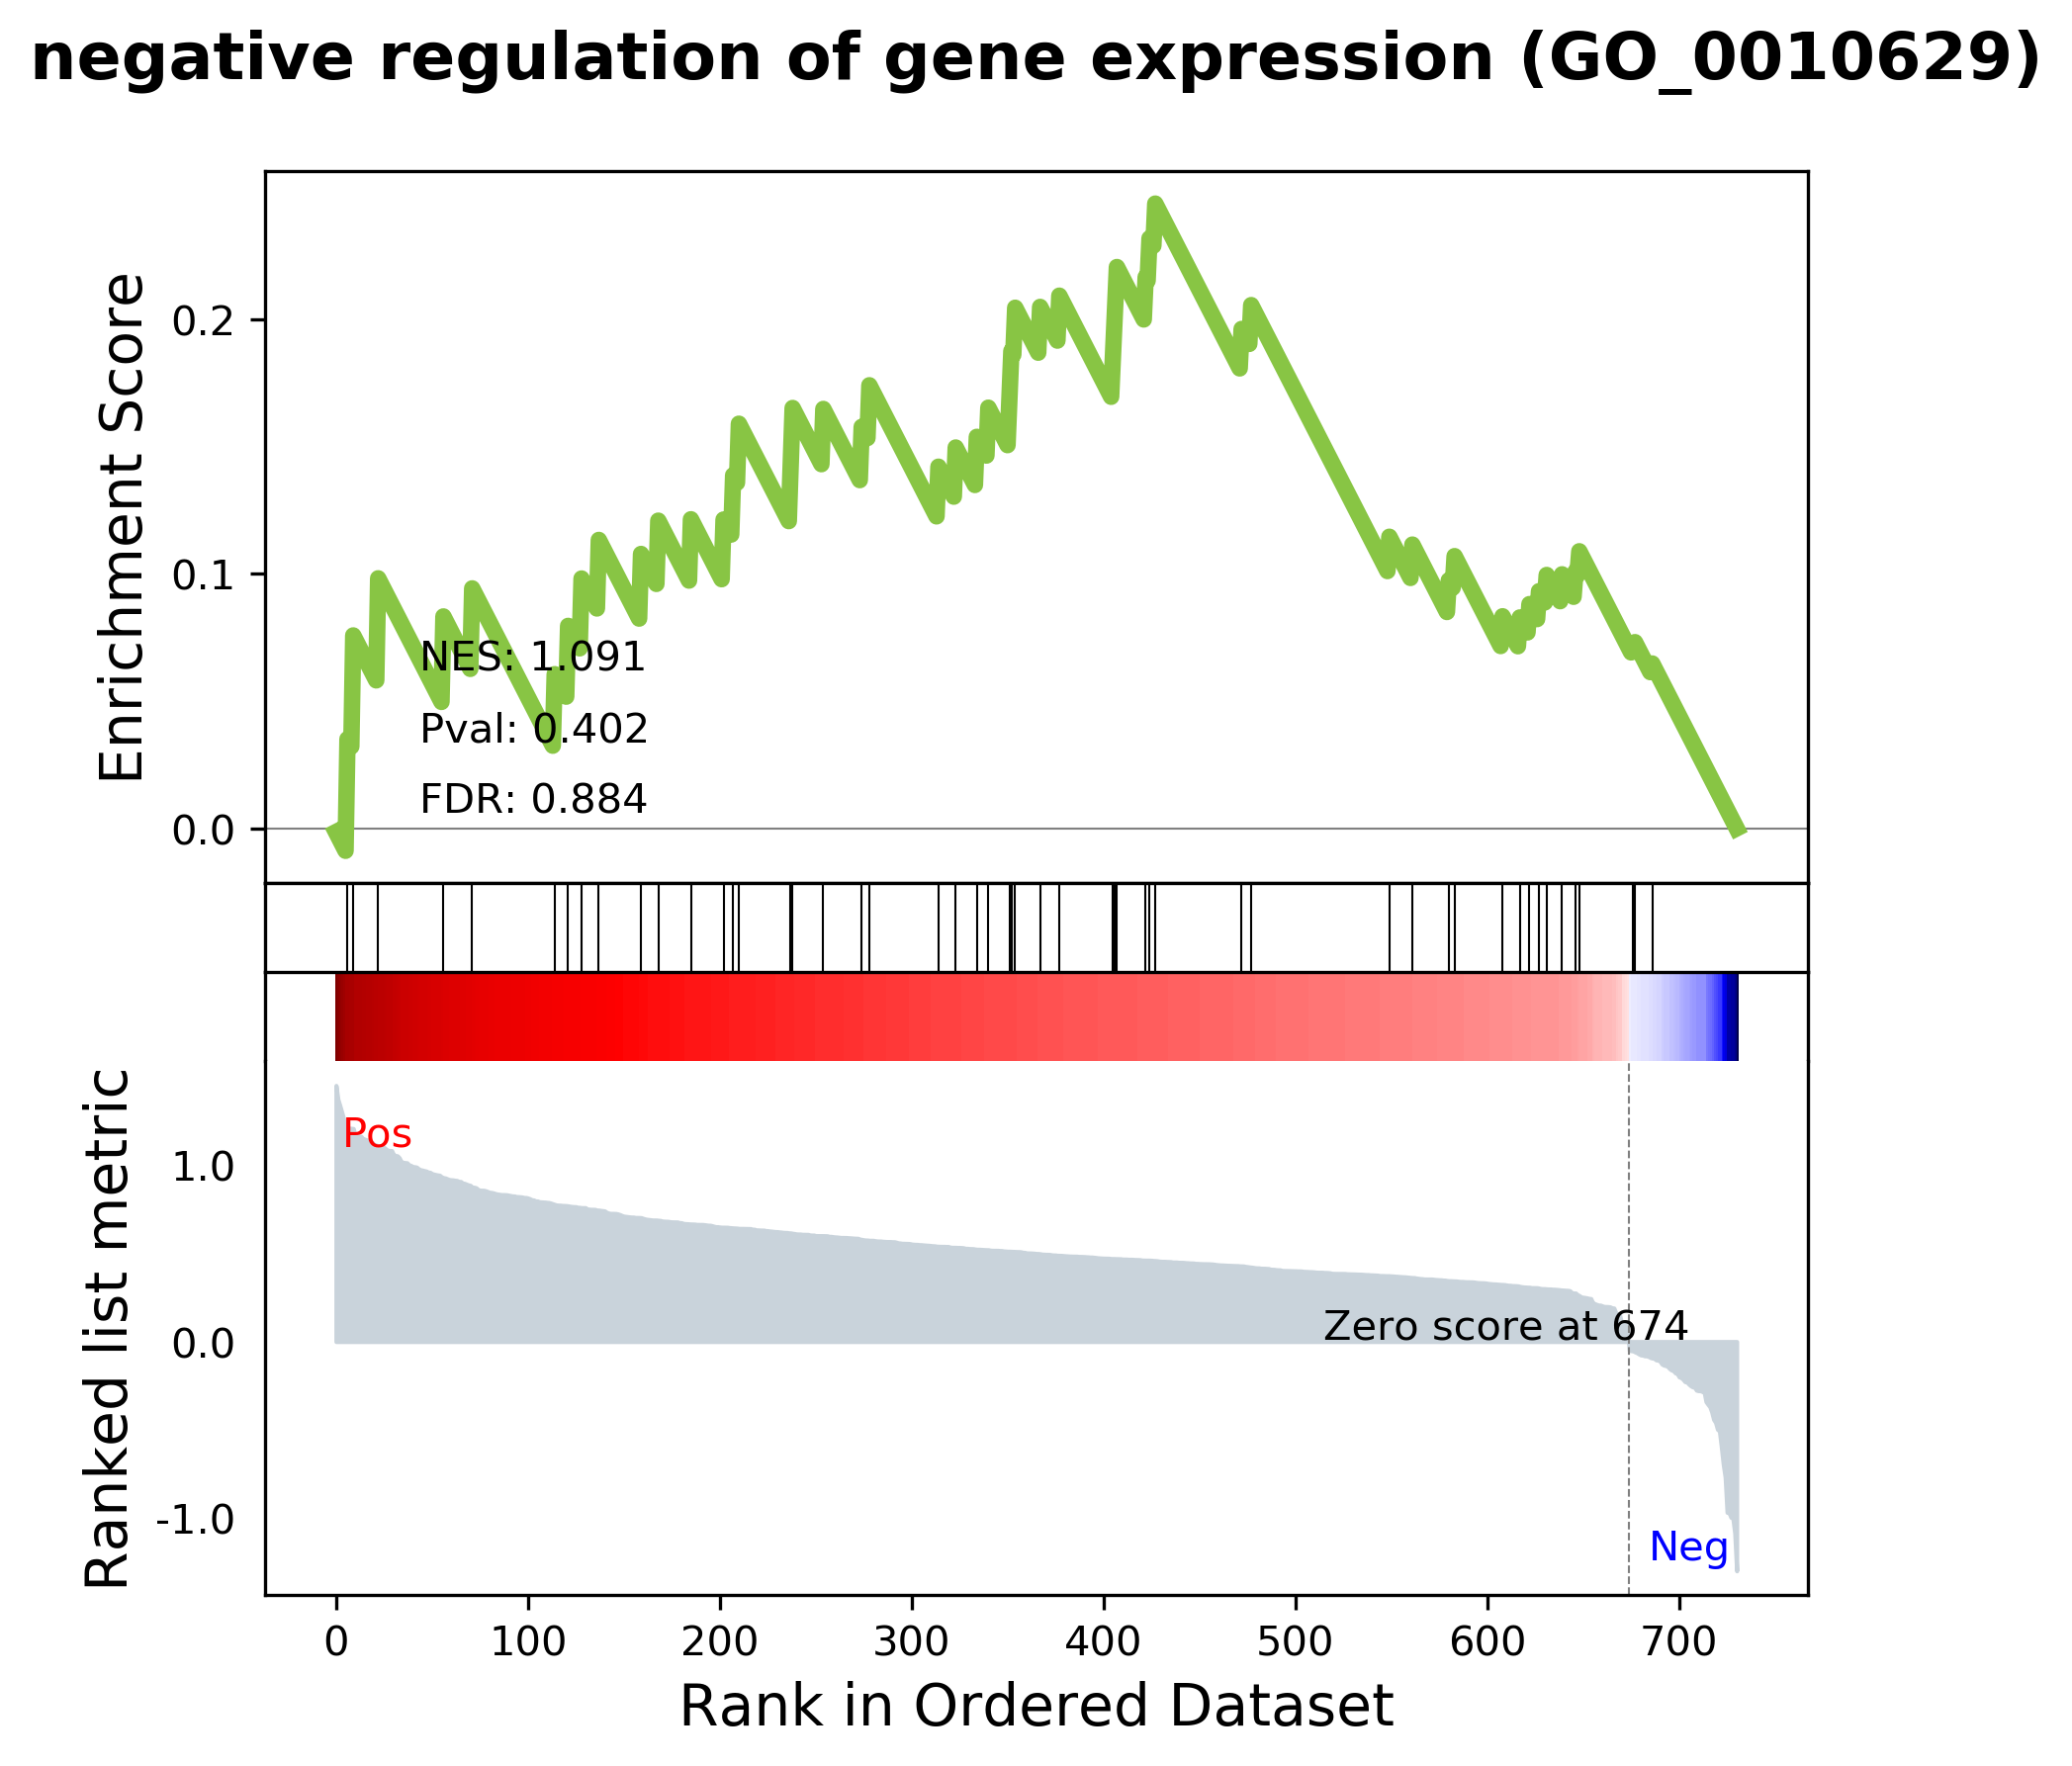 negative regulation of gene expression (GO_0010629)
Enrichment Score
0.2
0.1
0.0
NES: 1.091
Pval: 0.402
FDR: 0.884
Ranked list metric
1.0
0.0
-1.0
Pos
Zero score at 674
Neg
0 100 200 300 400 500 600 700
Rank in Ordered Dataset